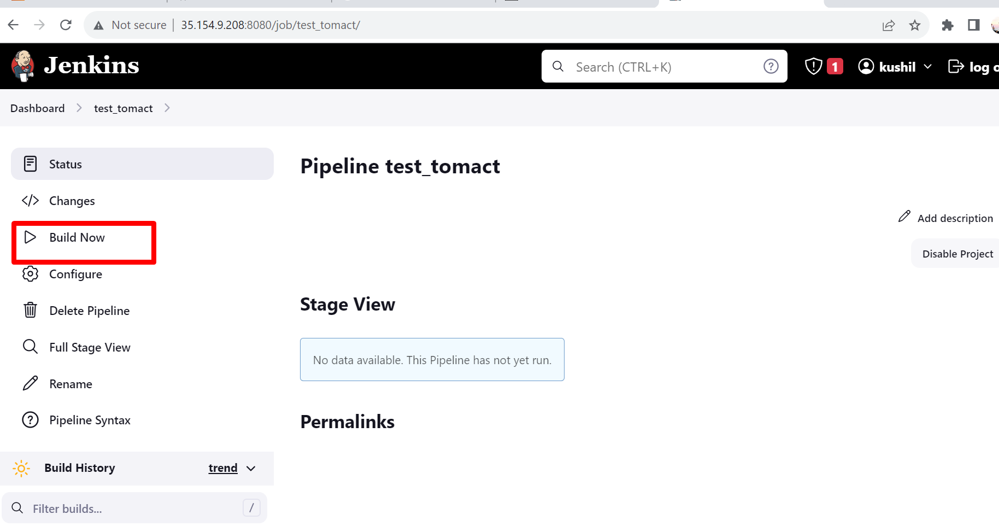 Not secure | 35.154.9.208:8080/job/test_tomact/
Jenkins
Search (CTRL+K)
1
kushil
log
Dashboard
test_tomact
Status
Changes
Build Now
Configure
Delete Pipeline
Full Stage View
Rename
Pipeline Syntax
Build History
trend
Filter builds...
/
Pipeline test_tomact
Add description
Disable Project
Stage View
No data available. This Pipeline has not yet run.
Permalinks